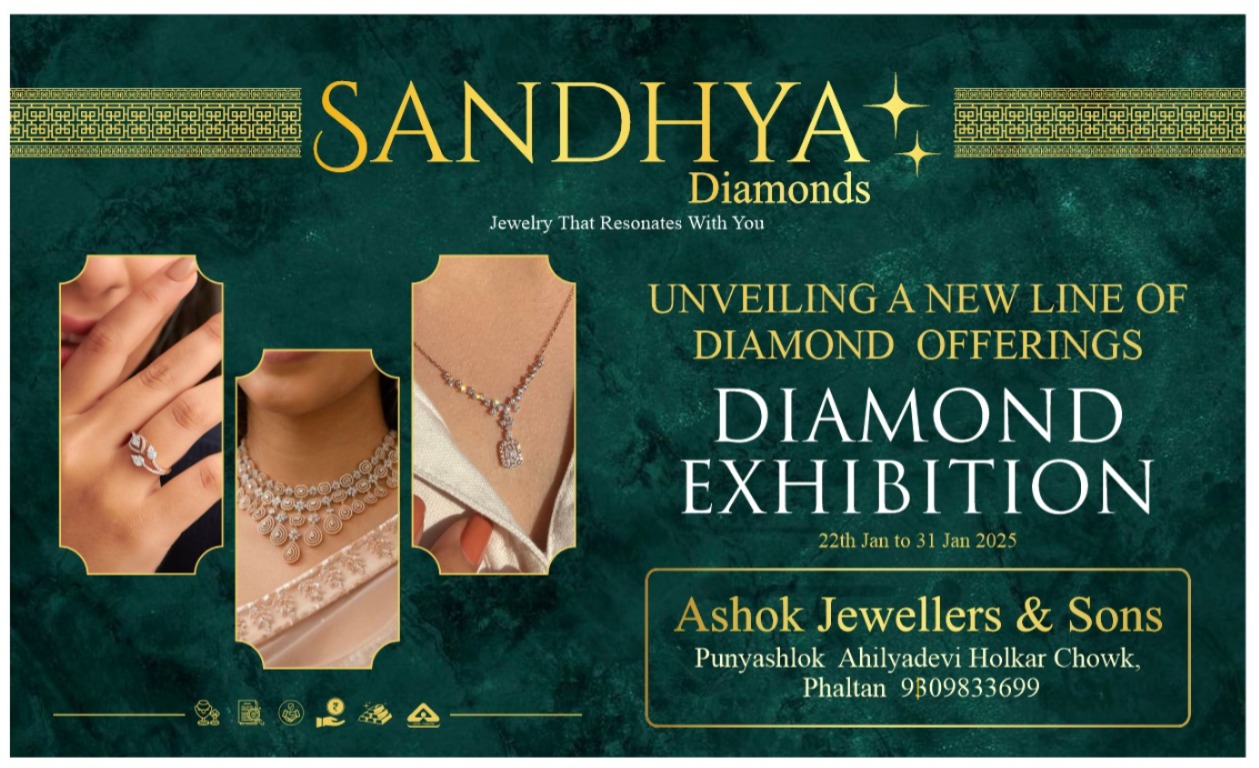 SANDHYA
Diamonds
Jewelry That Resonates With You
UNVEILING A NEW LINE OF
DIAMOND OFFERINGS
DIAMOND
EXHIBITION
22th Jan to 31 Jan 2025
Ashok Jewellers & Sons
Punyashlok Ahilyadevi Holkar Chowk,
Phaltan 9309833699